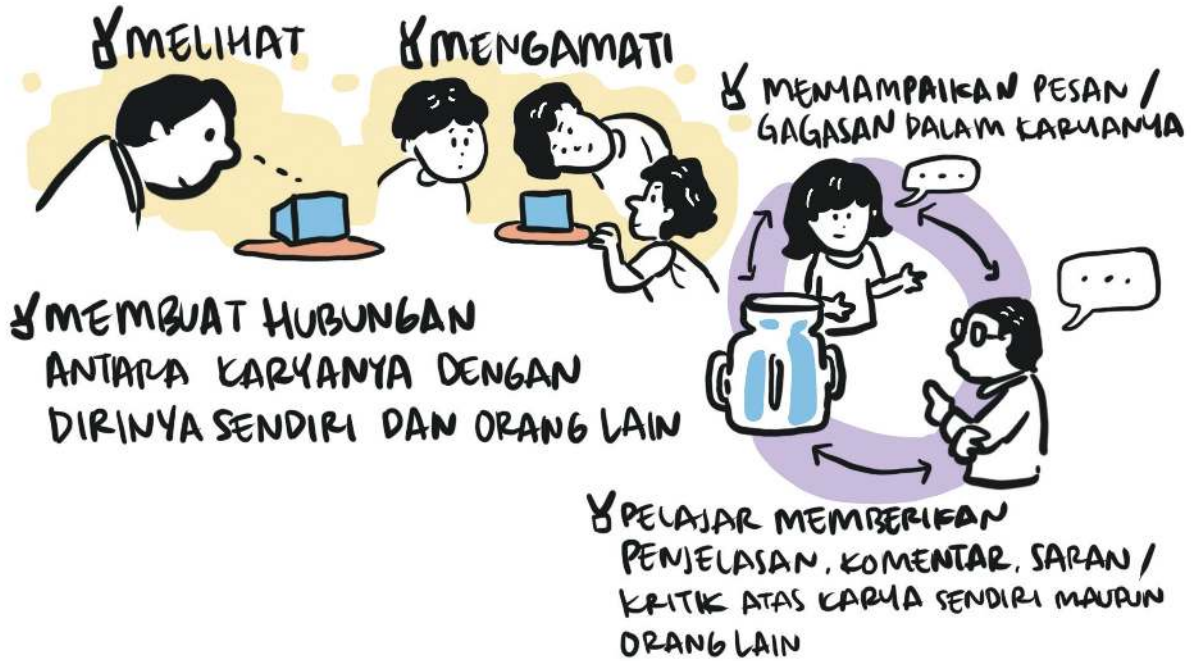 MELIHAT
MENGAMATI
MENYAMPAIKAN PESAN /
GAGASAN DALAM KARYANYA
...
...
MEMBUAT HUBUNGAN
ANTARA KARYANYA DENGAN
DIRINYA SENDIRI DAN ORANG LAIN
PELAJAR MEMBERIKAN
PENJELASAN, KOMENTAR, SARAN /
KRITIK ATAS KARYA SENDIRI MAUPUN
ORANG LAIN